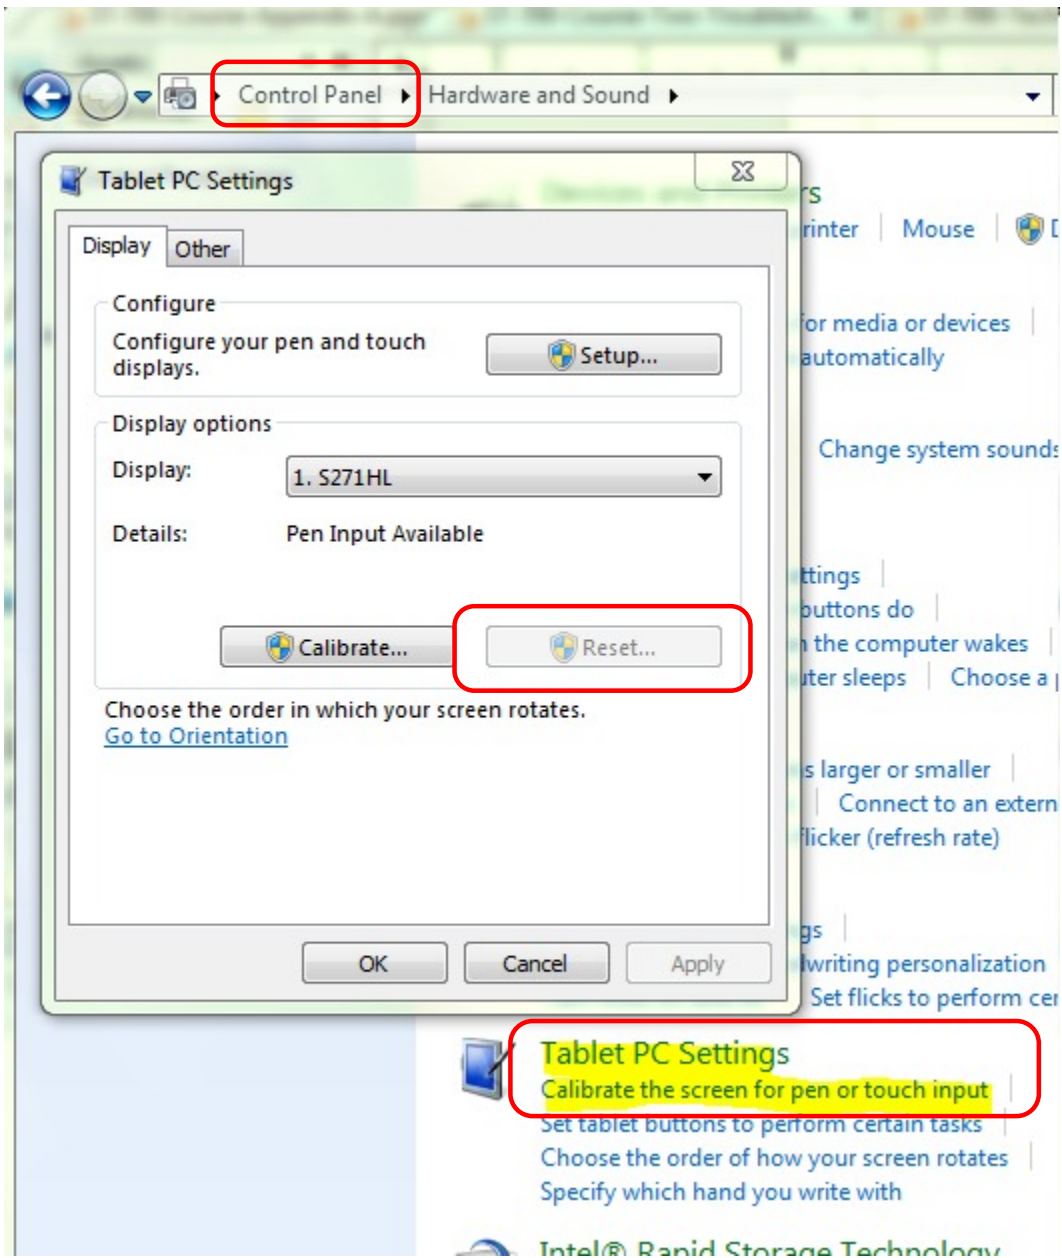 Control Panel
Hardware and Sound
Tablet PC Settings
Display
Other
Configure
Configure your pen and touch
displays.
Setup...
Display options
Display:
1. S271HL
Details:
Pen Input Available
Calibrate...
Reset...
Choose the order in which your screen rotates.
Go to Orientation
OK
Cancel
Apply
rs
rinter
Mouse
for media or devices
automatically
Change system sounds
ttings
buttons do
the computer wakes
uter sleeps
Choose a
s larger or smaller
Connect to an extern
flicker (refresh rate)
gs
dwriting personalization
Set flicks to perform cer
Tablet PC Settings
Calibrate the screen for pen or touch input
Set tablet buttons to perform certain tasks
Choose the order of how your screen rotates
Specify which hand you write with
Intel® Rapid Storage Technology